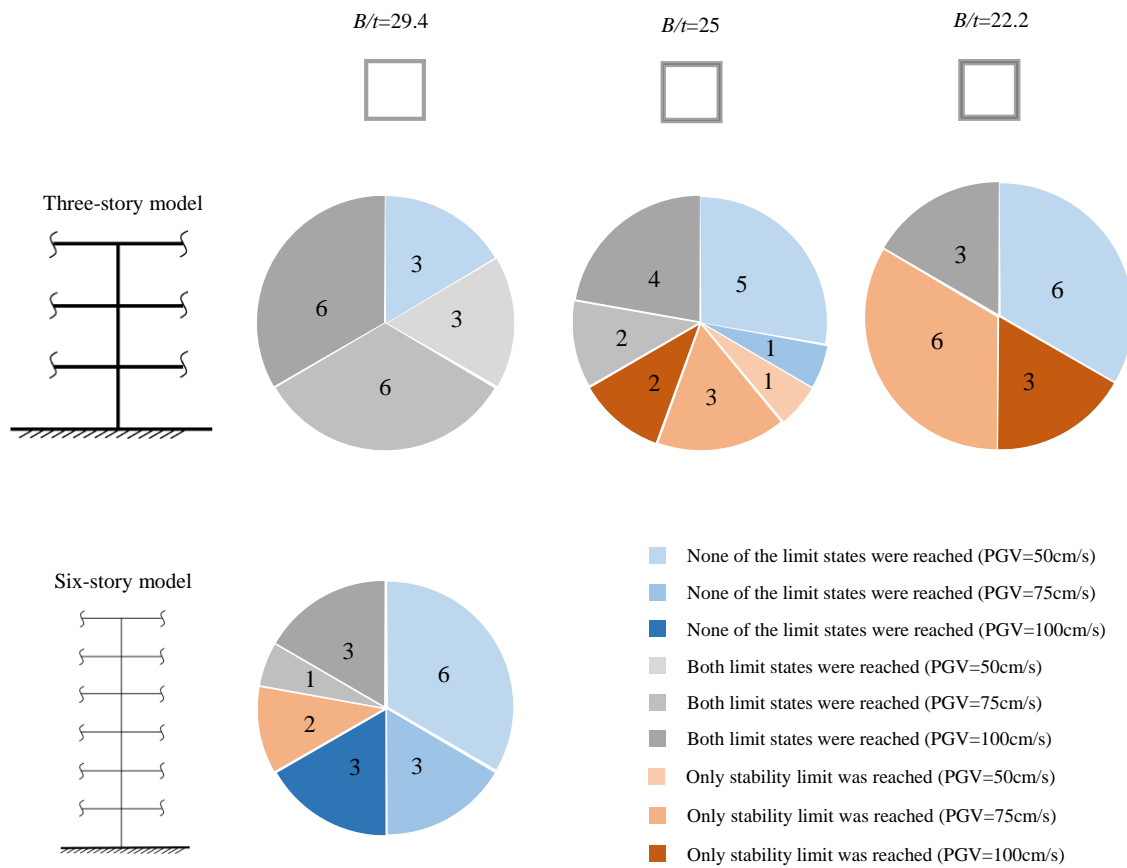 B/t=29.4
B/t=25
B/t=22.2
Three-story model
3
3
6
6
5
1
1
3
2
2
4
6
3
6
3
Six-story model
6
3
3
2
1
3
None of the limit states were reached (PGV=50cm/s)
None of the limit states were reached (PGV=75cm/s)
None of the limit states were reached (PGV=100cm/s)
Both limit states were reached (PGV=50cm/s)
Both limit states were reached (PGV=75cm/s)
Both limit states were reached (PGV=100cm/s)
Only stability limit was reached (PGV=50cm/s)
Only stability limit was reached (PGV=75cm/s)
Only stability limit was reached (PGV=100cm/s)